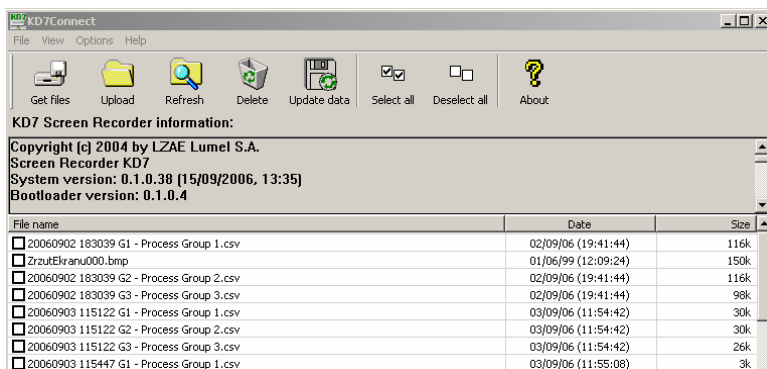 KD7Connect
File View Options Help
Get files Upload Refresh Delete Update data Select all Deselect all About
KD7 Screen Recorder information:
Copyright (c) 2004 by LZAE Lumel S.A.
Screen Recorder KD7
System version: 0.1.0.38 (15/09/2006, 13:35)
Bootloader version: 0.1.0.4
File name Date Size
20060902 183039 G1 - Process Group 1.csv 02/09/06 (19:41:44) 116k
ZrzutEkranu000.bmp 01/06/99 (12:09:24) 150k
20060902 183039 G2 - Process Group 2.csv 02/09/06 (19:41:44) 116k
20060902 183039 G3 - Process Group 3.csv 02/09/06 (19:41:44) 98k
20060903 115122 G1 - Process Group 1.csv 03/09/06 (11:54:42) 30k
20060903 115122 G2 - Process Group 2.csv 03/09/06 (11:54:42) 30k
20060903 115122 G3 - Process Group 3.csv 03/09/06 (11:54:42) 26k
20060903 115447 G1 - Process Group 1.csv 03/09/06 (11:55:08) 3k